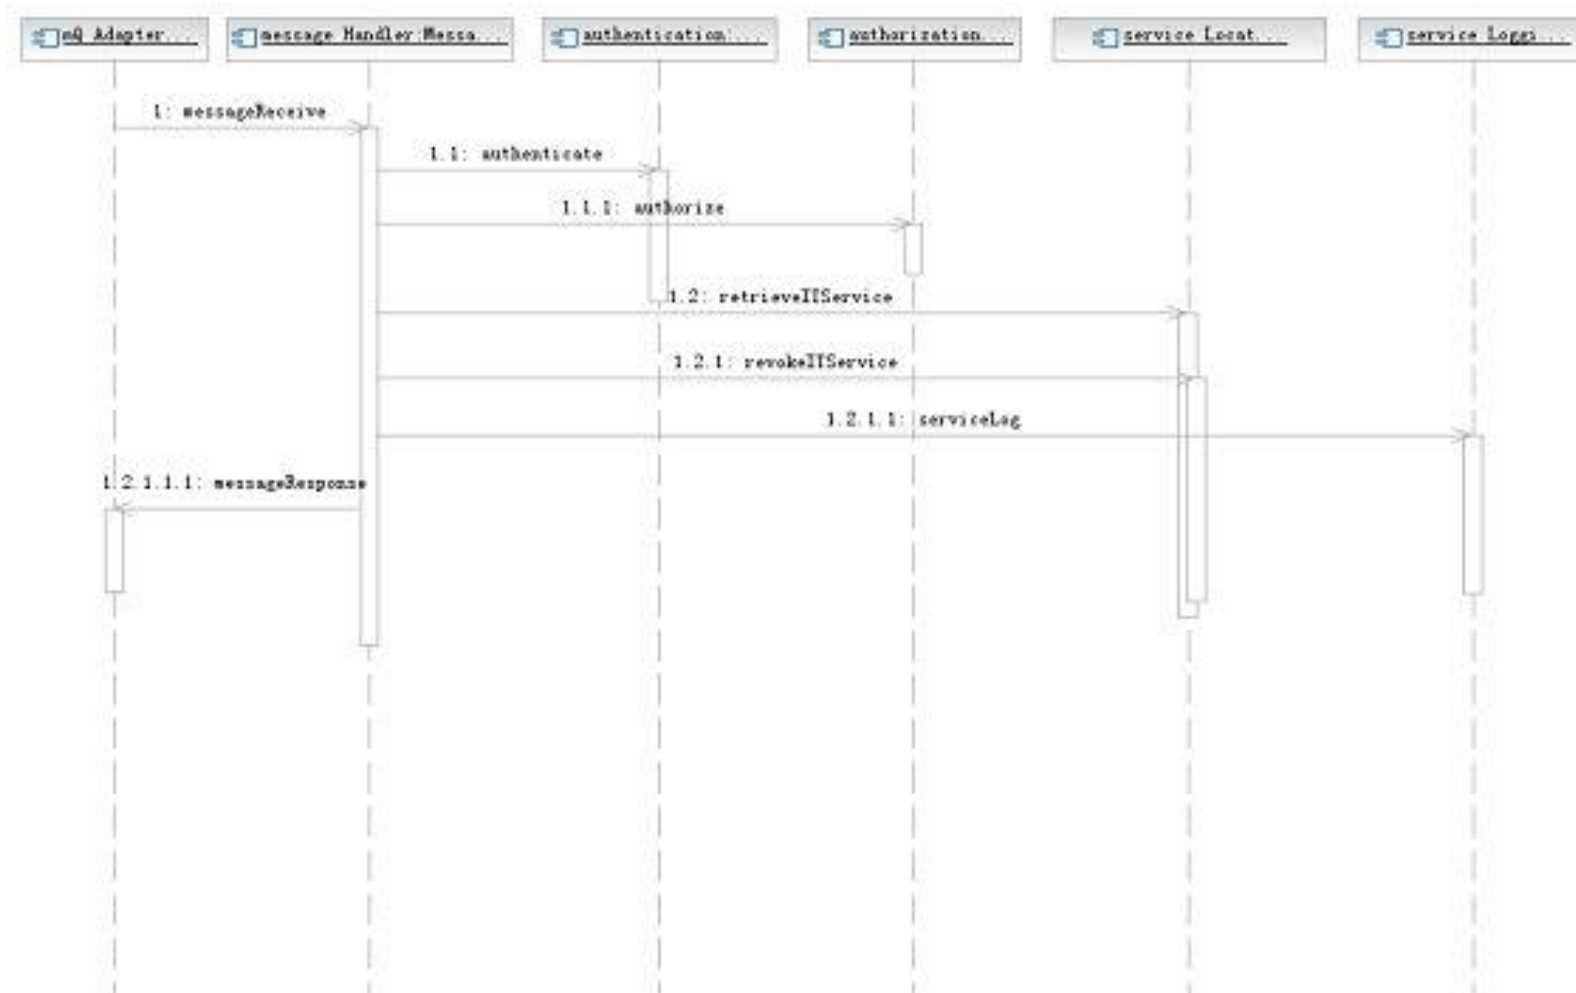 mQ Adapter...
message Handler:Messa...
authentication:...
authorization...
service Locat...
service Loggi...
1: messageReceive
1.1: authenticate
1.1.1: authorize
1.2: retrieveITService
1.2.1: revokeITService
1.2.1.1: serviceLog
1.2.1.1.1: messageResponse